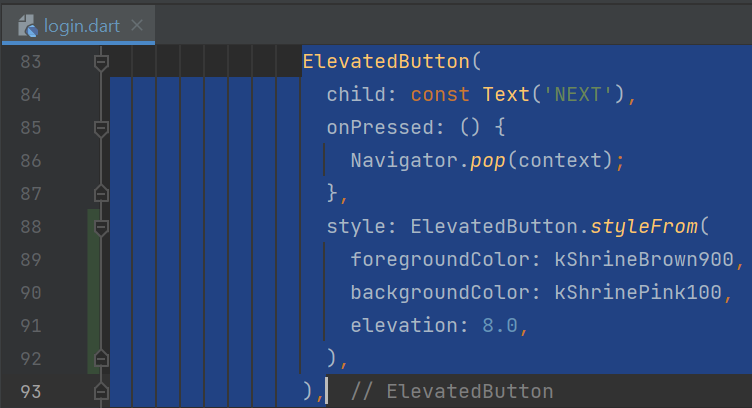 login.dart
83 ElevatedButton(
84 child: const Text('NEXT'),
85 onPressed: () {
86 Navigator.pop(context);
87 },
88 style: ElevatedButton.styleFrom(
89 foregroundColor: kShrineBrown900,
90 backgroundColor: kShrinePink100,
91 elevation: 8.0,
92 ),
93 ), // ElevatedButton